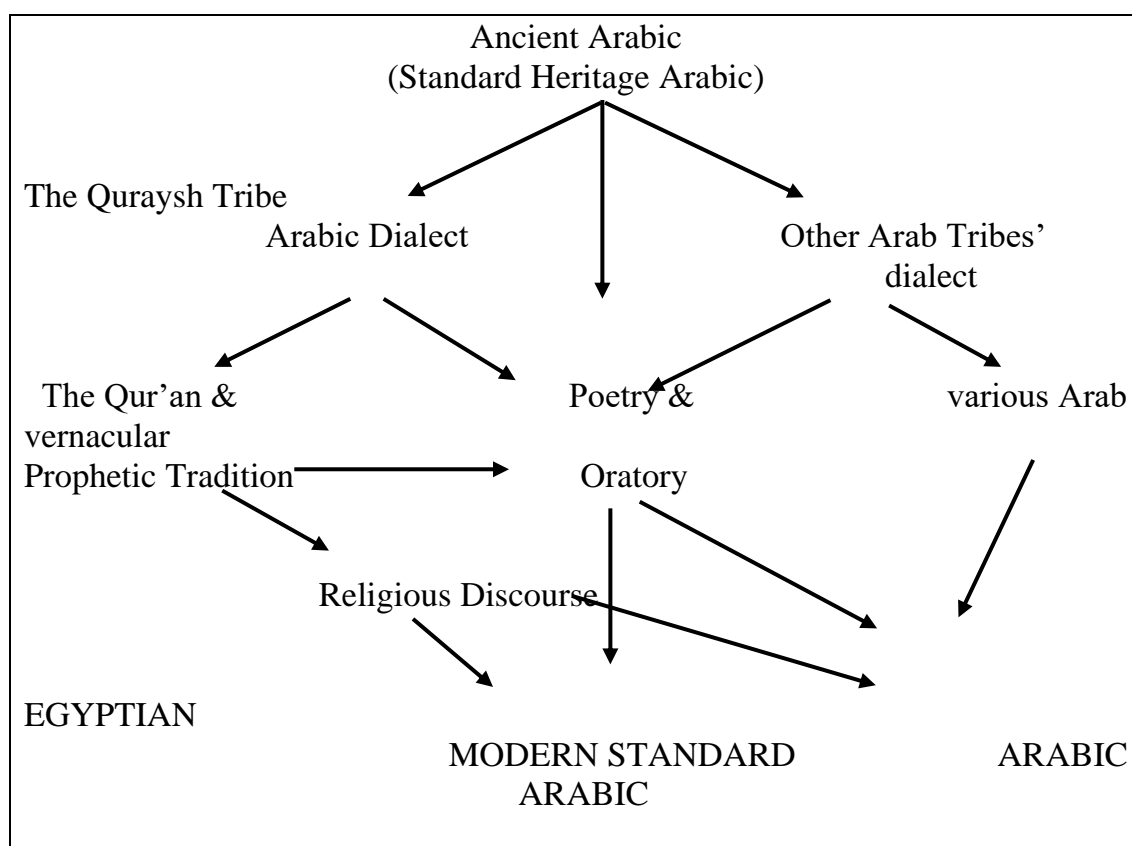 Ancient Arabic
(Standard Heritage Arabic)
The Quraysh Tribe
Arabic Dialect Other Arab Tribes’
dialect
The Qur’an & Poetry & various Arab
vernacular
Prophetic Tradition Oratory
Religious Discourse
EGYPTIAN
MODERN STANDARD ARABIC
ARABIC